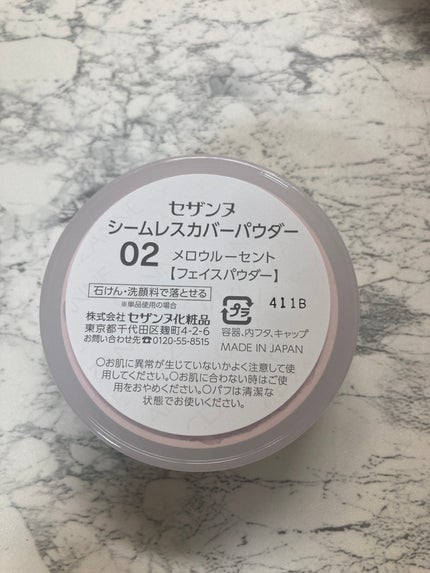 セザンヌ
シームレスカバーパウダー
02 メロウルーセント
【フェイスパウダー】
石けん・洗顔料で落とせる
※単品使用の場合
株式会社セザンヌ化粧品
東京都千代田区麹町4-2-6
お問い合わせ先☎0120-55-8515
プラ
411B
容器、内フタ、キャップ
MADE IN JAPAN
○お肌に異常が生じていないかよく注意して使
用してください。○お肌に合わない時はご使
用をおやめください。○パフは清潔な
状態でお使いください。